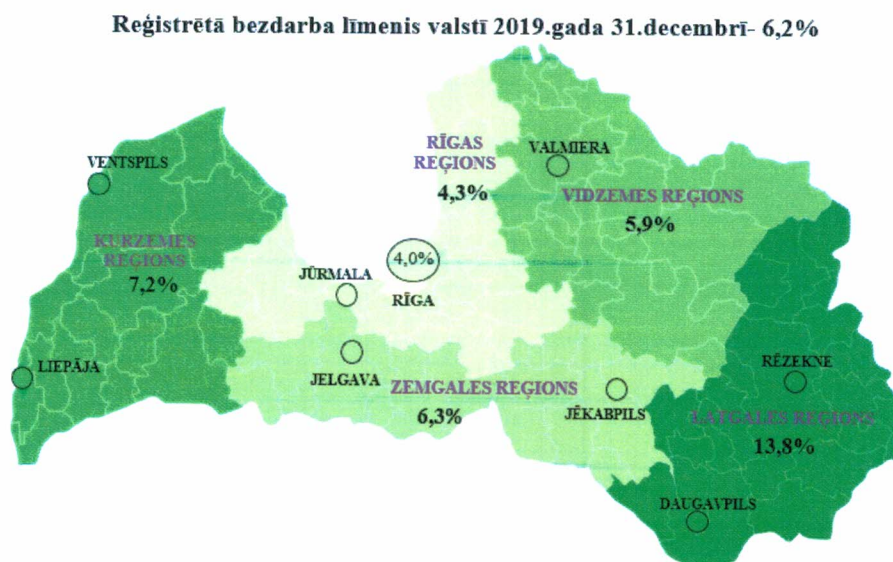 Reģistrētā bezdarba līmenis valstī 2019.gada 31.decembrī- 6,2%
RĪGAS
REĢIONS
4,3%
VALMIERA
VENTSPILS
VIDZEMES REĢIONS
5,9%
KURZEMES
REGIONS
7,2%
4,0%
RĪGA
JŪRMALA
LIEPĀJA
JELGAVA
ZEMGALES REĢIONS
6,3%
JĒKABPILS
RĒZEKNE
LATGALES REĢIONS
13,8%
DAUGAVPILS